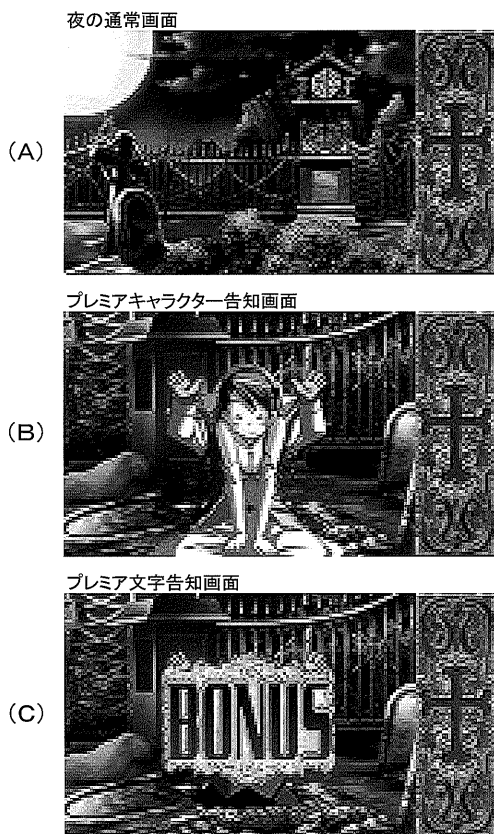 夜の通常画面
（A）
プレミアキャラクター告知画面
（B）
プレミア文字告知画面
（C）
BONUS